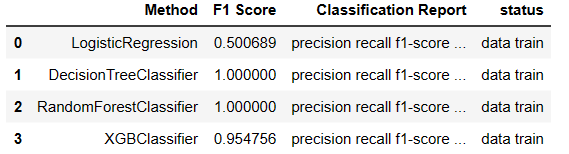 Method F1 Score Classification Report status
0 LogisticRegression 0.500689 precision recall f1-score ... data train
1 DecisionTreeClassifier 1.000000 precision recall f1-score ... data train
2 RandomForestClassifier 1.000000 precision recall f1-score ... data train
3 XGBClassifier 0.954756 precision recall f1-score ... data train